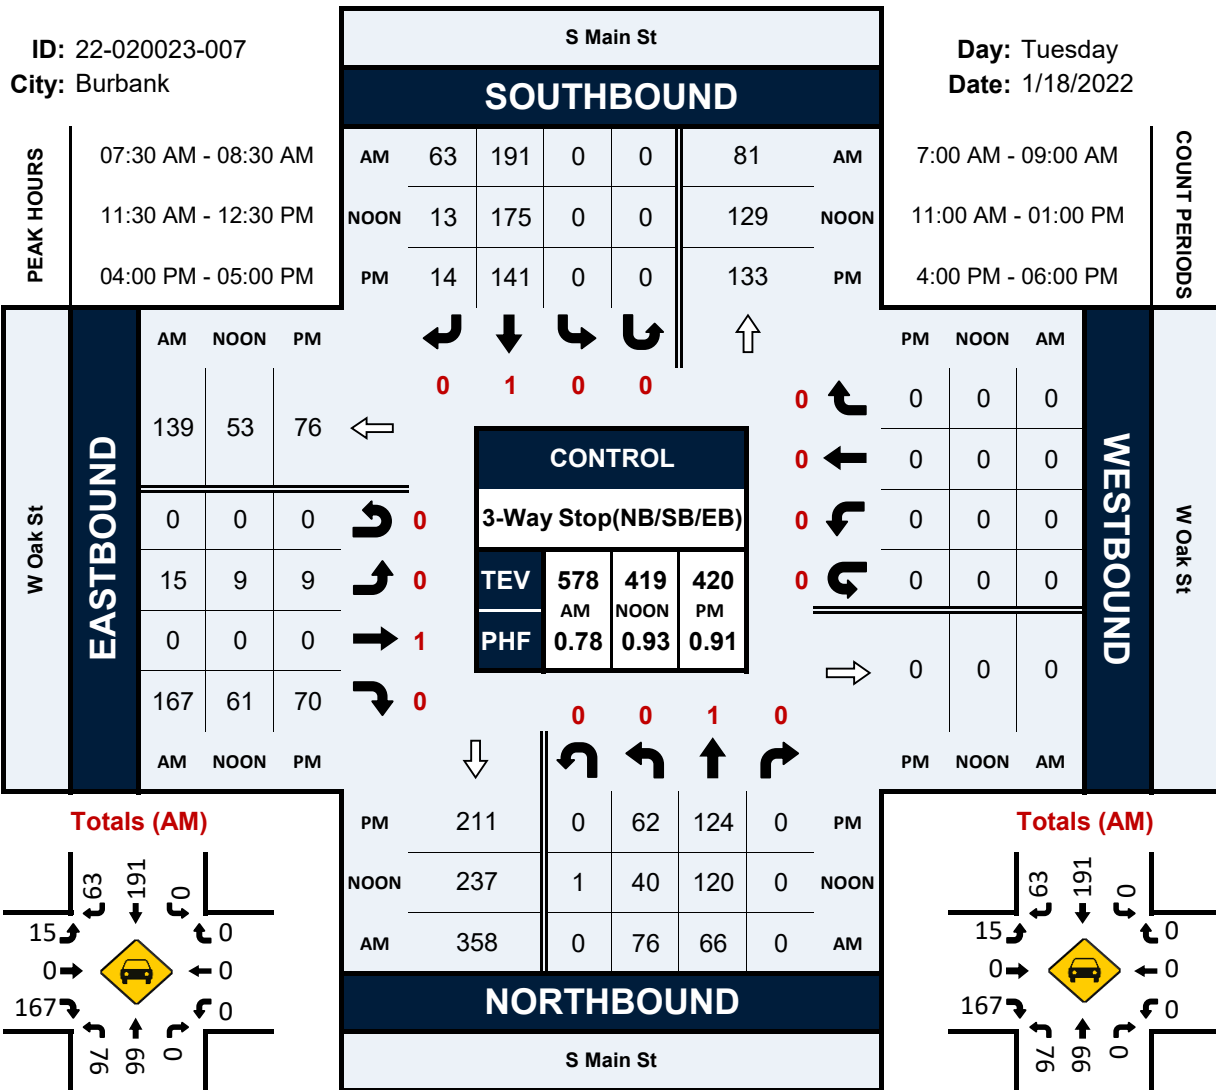 ID: 22-020023-007
City: Burbank
S Main St
Day: Tuesday
Date: 1/18/2022
SOUTHBOUND
PEAK HOURS
07:30 AM - 08:30 AM
11:30 AM - 12:30 PM
04:00 PM - 05:00 PM
AM 63 191 0 0 81 AM
NOON 13 175 0 0 129 NOON
PM 14 141 0 0 133 PM
7:00 AM - 09:00 AM
11:00 AM - 01:00 PM
4:00 PM - 06:00 PM
COUNT PERIODS
0 1 0 0
W Oak St
EASTBOUND
AM NOON PM
139 53 76
0 0 0 0
15 9 9 0
0 0 0 1
167 61 70 0
AM NOON PM
CONTROL
3-Way Stop(NB/SB/EB)
TEV 578 419 420
AM NOON PM
PHF 0.78 0.93 0.91
PM NOON AM
0 0 0 0
0 0 0 0
0 0 0 0
0 0 0 0
0 0 0
PM NOON AM
WESTBOUND
W Oak St
0 0 1 0
PM 211 0 62 124 0 PM
NOON 237 1 40 120 0 NOON
AM 358 0 76 66 0 AM
NORTHBOUND
S Main St
Totals (AM)
63 191 0
15 0
0 0
167 0
76 66 0
Totals (AM)
63 191 0
15 0
0 0
167 0
76 66 0